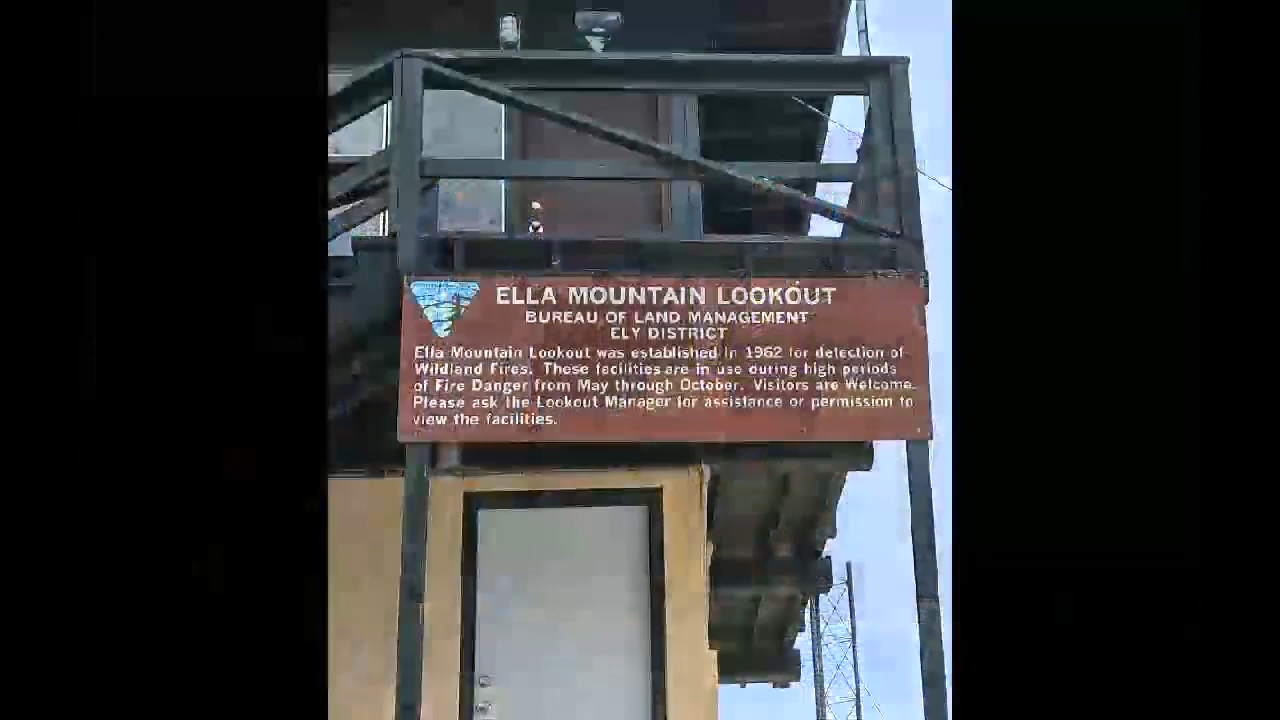 ELLA MOUNTAIN LOOKOUT
BUREAU OF LAND MANAGEMENT
ELY DISTRICT
Ella Mountain Lookout was established in 1962 for detection of
Wildland Fires. These facilities are in use during high periods
of Fire Danger from May through October. Visitors are Welcome.
Please ask the Lookout Manager for assistance or permission to
view the facilities.